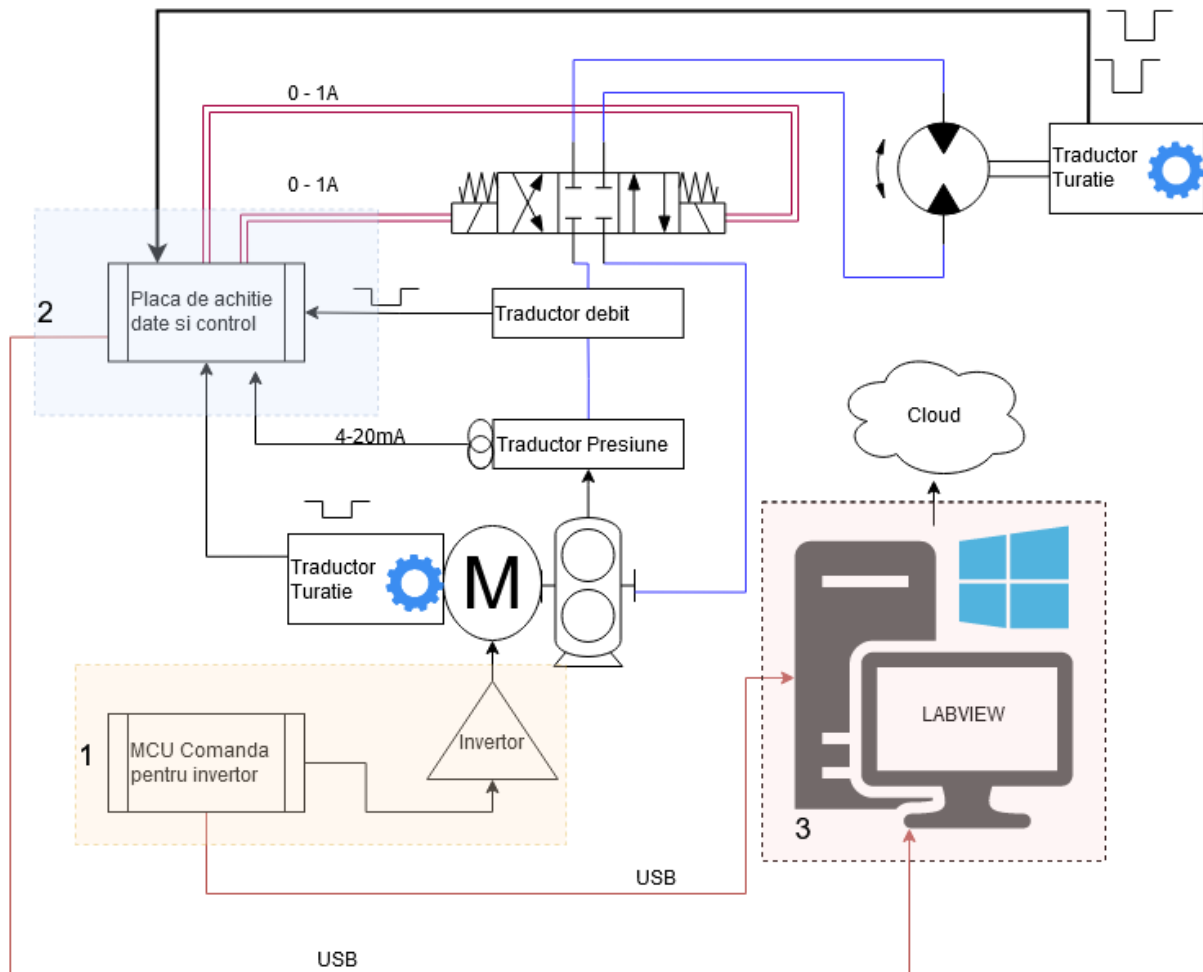 0 - 1A
0 - 1A
Traductor
Turatie
2
Placa de achitie
date si control
Traductor debit
4-20mA
Traductor Presiune
Cloud
Traductor
Turatie
M
1
MCU Comanda
pentru invertor
Invertor
LABVIEW
3
USB
USB